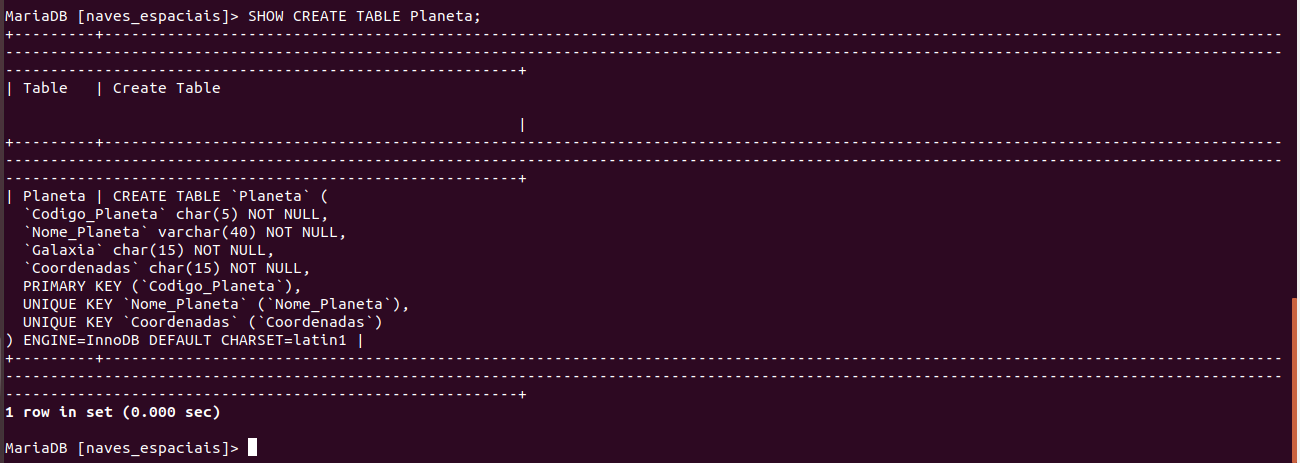 MariaDB [naves_espaciais]> SHOW CREATE TABLE Planeta;
+---------+-----------------------------------------------------------------------------------------------------------------------------------
----------------------------------------------------------------------------------------------------------------------------------------------
---------------------------------------------------------+
| Table   | Create Table
                                                         |
+---------+-----------------------------------------------------------------------------------------------------------------------------------
----------------------------------------------------------------------------------------------------------------------------------------------
---------------------------------------------------------+
| Planeta | CREATE TABLE `Planeta` (
  `Codigo_Planeta` char(5) NOT NULL,
  `Nome_Planeta` varchar(40) NOT NULL,
  `Galaxia` char(15) NOT NULL,
  `Coordenadas` char(15) NOT NULL,
  PRIMARY KEY (`Codigo_Planeta`),
  UNIQUE KEY `Nome_Planeta` (`Nome_Planeta`),
  UNIQUE KEY `Coordenadas` (`Coordenadas`)
) ENGINE=InnoDB DEFAULT CHARSET=latin1 |
+---------+-----------------------------------------------------------------------------------------------------------------------------------
----------------------------------------------------------------------------------------------------------------------------------------------
---------------------------------------------------------+
1 row in set (0.000 sec)
MariaDB [naves_espaciais]>